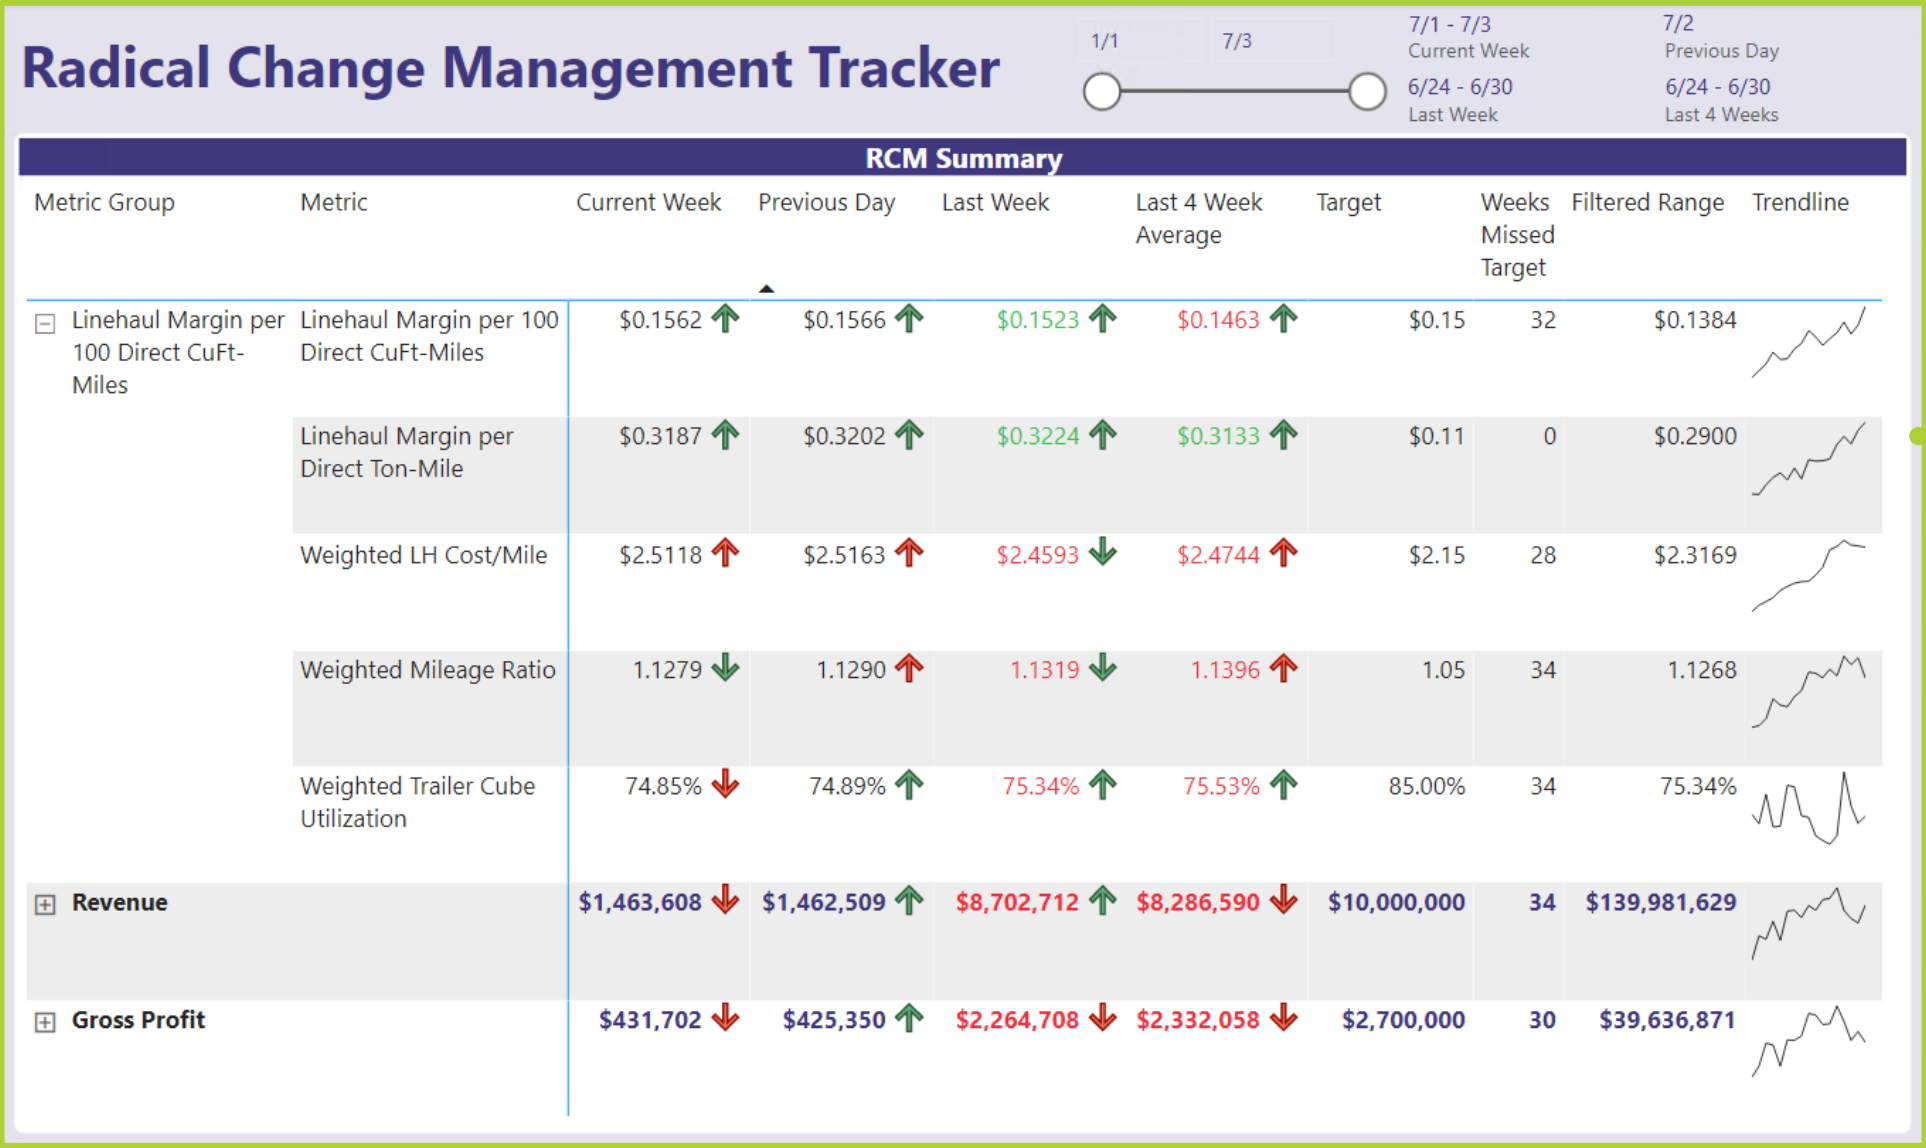 Radical Change Management Tracker
1/1 7/3
7/1 - 7/3
Current Week
6/24 - 6/30
Last Week
7/2
Previous Day
6/24 - 6/30
Last 4 Weeks
RCM Summary
Metric Group Metric Current Week Previous Day Last Week Last 4 Week Average Target Weeks Missed Target Filtered Range Trendline
Linehaul Margin per 100 Direct CuFt-Miles
Linehaul Margin per 100 Direct CuFt-Miles $0.1562 $0.1566 $0.1523 $0.1463 $0.15 32 $0.1384
Linehaul Margin per Direct Ton-Mile $0.3187 $0.3202 $0.3224 $0.3133 $0.11 0 $0.2900
Weighted LH Cost/Mile $2.5118 $2.5163 $2.4593 $2.4744 $2.15 28 $2.3169
Weighted Mileage Ratio 1.1279 1.1290 1.1319 1.1396 1.05 34 1.1268
Weighted Trailer Cube Utilization 74.85% 74.89% 75.34% 75.53% 85.00% 34 75.34%
Revenue $1,463,608 $1,462,509 $8,702,712 $8,286,590 $10,000,000 34 $139,981,629
Gross Profit $431,702 $425,350 $2,264,708 $2,332,058 $2,700,000 30 $39,636,871